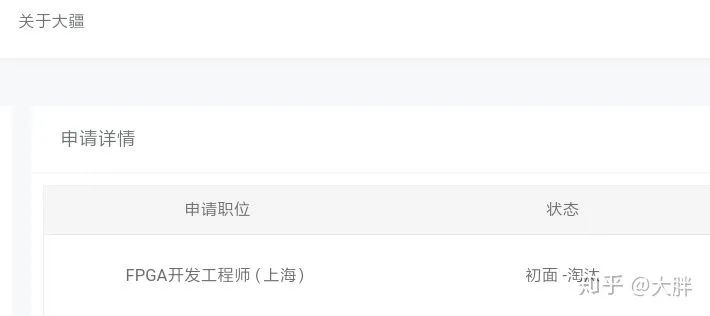 关于大疆
申请详情
申请职位 状态
FPGA开发工程师 (上海) 初面 -淘汰
知乎 @大胖